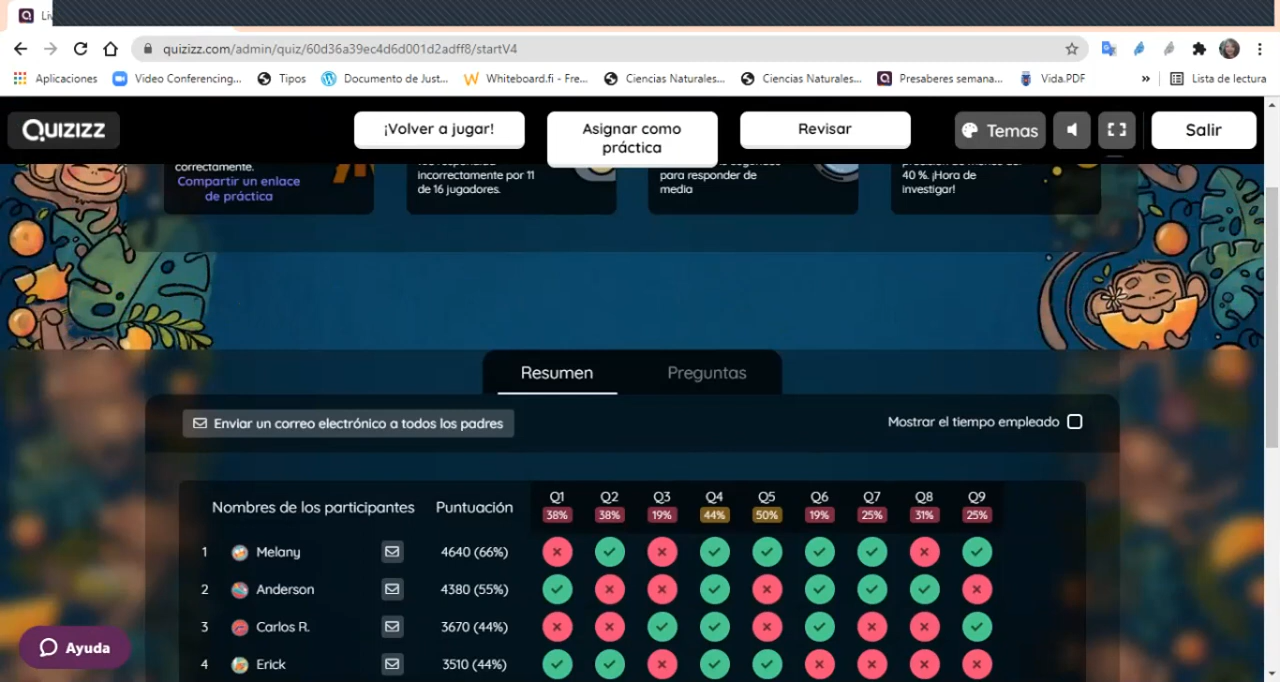 Liv
quizizz.com/admin/quiz/60d36a39ec4d6d001d2adff8/startV4
Aplicaciones Video Conferencing... Tipos Documento de Just... Whiteboard.fi - Fre... Ciencias Naturales... Ciencias Naturales... Presaberes semana... Vida.PDF » Lista de lectura
QUIZIZZ ¡Volver a jugar! Asignar como práctica Revisar Temas Salir
correctamente.
Compartir un enlace
de práctica
incorrectamente por 11
de 16 jugadores.
para responder de
media
40 %. ¡Hora de
investigar!
Resumen Preguntas
Enviar un correo electrónico a todos los padres Mostrar el tiempo empleado
Nombres de los participantes Puntuación Q1 Q2 Q3 Q4 Q5 Q6 Q7 Q8 Q9
38% 38% 19% 44% 50% 19% 25% 31% 25%
1 Melany 4640 (66%)
2 Anderson 4380 (55%)
3 Carlos R. 3670 (44%)
4 Erick 3510 (44%)
Ayuda